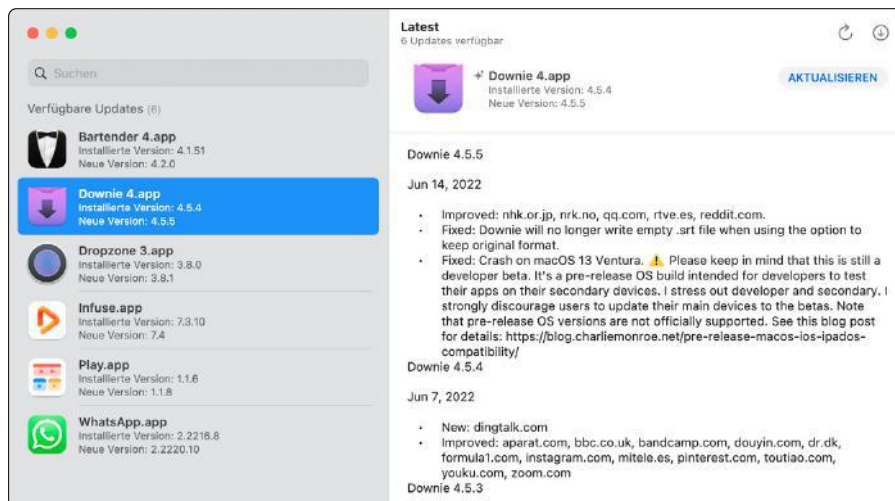 Suchen
Verfügbare Updates (6)
Bartender 4.app
Installierte Version: 4.1.51
Neue Version: 4.2.0
Downie 4.app
Installierte Version: 4.5.4
Neue Version: 4.5.5
Dropzone 3.app
Installierte Version: 3.8.0
Neue Version: 3.8.1
Infuse.app
Installierte Version: 7.3.10
Neue Version: 7.4
Play.app
Installierte Version: 1.1.6
Neue Version: 1.1.8
WhatsApp.app
Installierte Version: 2.2216.8
Neue Version: 2.2220.10
Latest
6 Updates verfügbar
Downie 4.app
Installierte Version: 4.5.4
Neue Version: 4.5.5
AKTUALISIEREN
Downie 4.5.5
Jun 14, 2022
• Improved: nhk.or.jp, nrk.no, qq.com, rtve.es, reddit.com.
• Fixed: Downie will no longer write empty .srt file when using the option to
keep original format.
• Fixed: Crash on macOS 13 Ventura. ⚠️ Please keep in mind that this is still a
developer beta. It's a pre-release OS build intended for developers to test
their apps on their secondary devices. I stress out developer and secondary. I
strongly discourage users to update their main devices to the betas. Note
that pre-release OS versions are not officially supported. See this blog post
for details: https://blog.charliemonroe.net/pre-release-macos-ios-ipados-
compatibility/
Downie 4.5.4
Jun 7, 2022
• New: dingtalk.com
• Improved: aparat.com, bbc.co.uk, bandcamp.com, douyin.com, dr.dk,
formula1.com, instagram.com, mitele.es, pinterest.com, toutiao.com,
youku.com, zoom.com
Downie 4.5.3